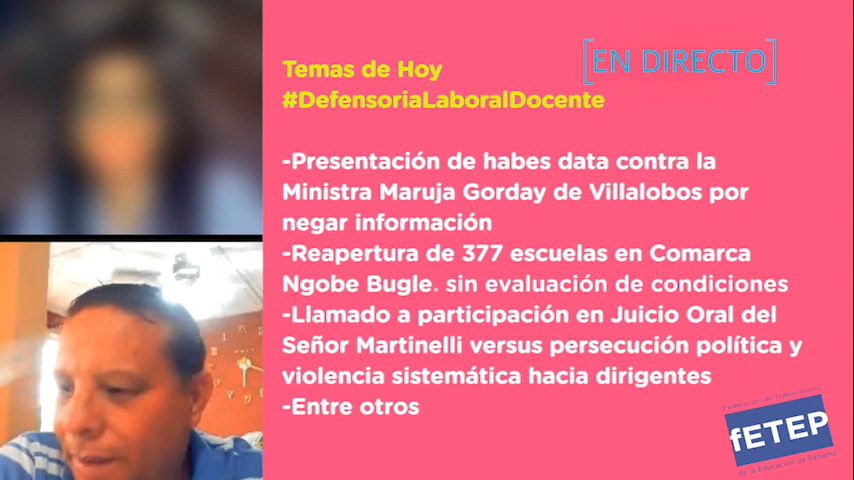 Temas de Hoy
[EN DIRECTO]
#DefensoriaLaboralDocente
-Presentación de habes data contra la
Ministra Maruja Gorday de Villalobos por
negar información
-Reapertura de 377 escuelas en Comarca
Ngobe Bugle. sin evaluación de condiciones
-Llamado a participación en Juicio Oral del
Señor Martinelli versus persecución política y
violencia sistemática hacia dirigentes
-Entre otros
Federación de Trabajadores
fETEP
de la Educación de Panamá